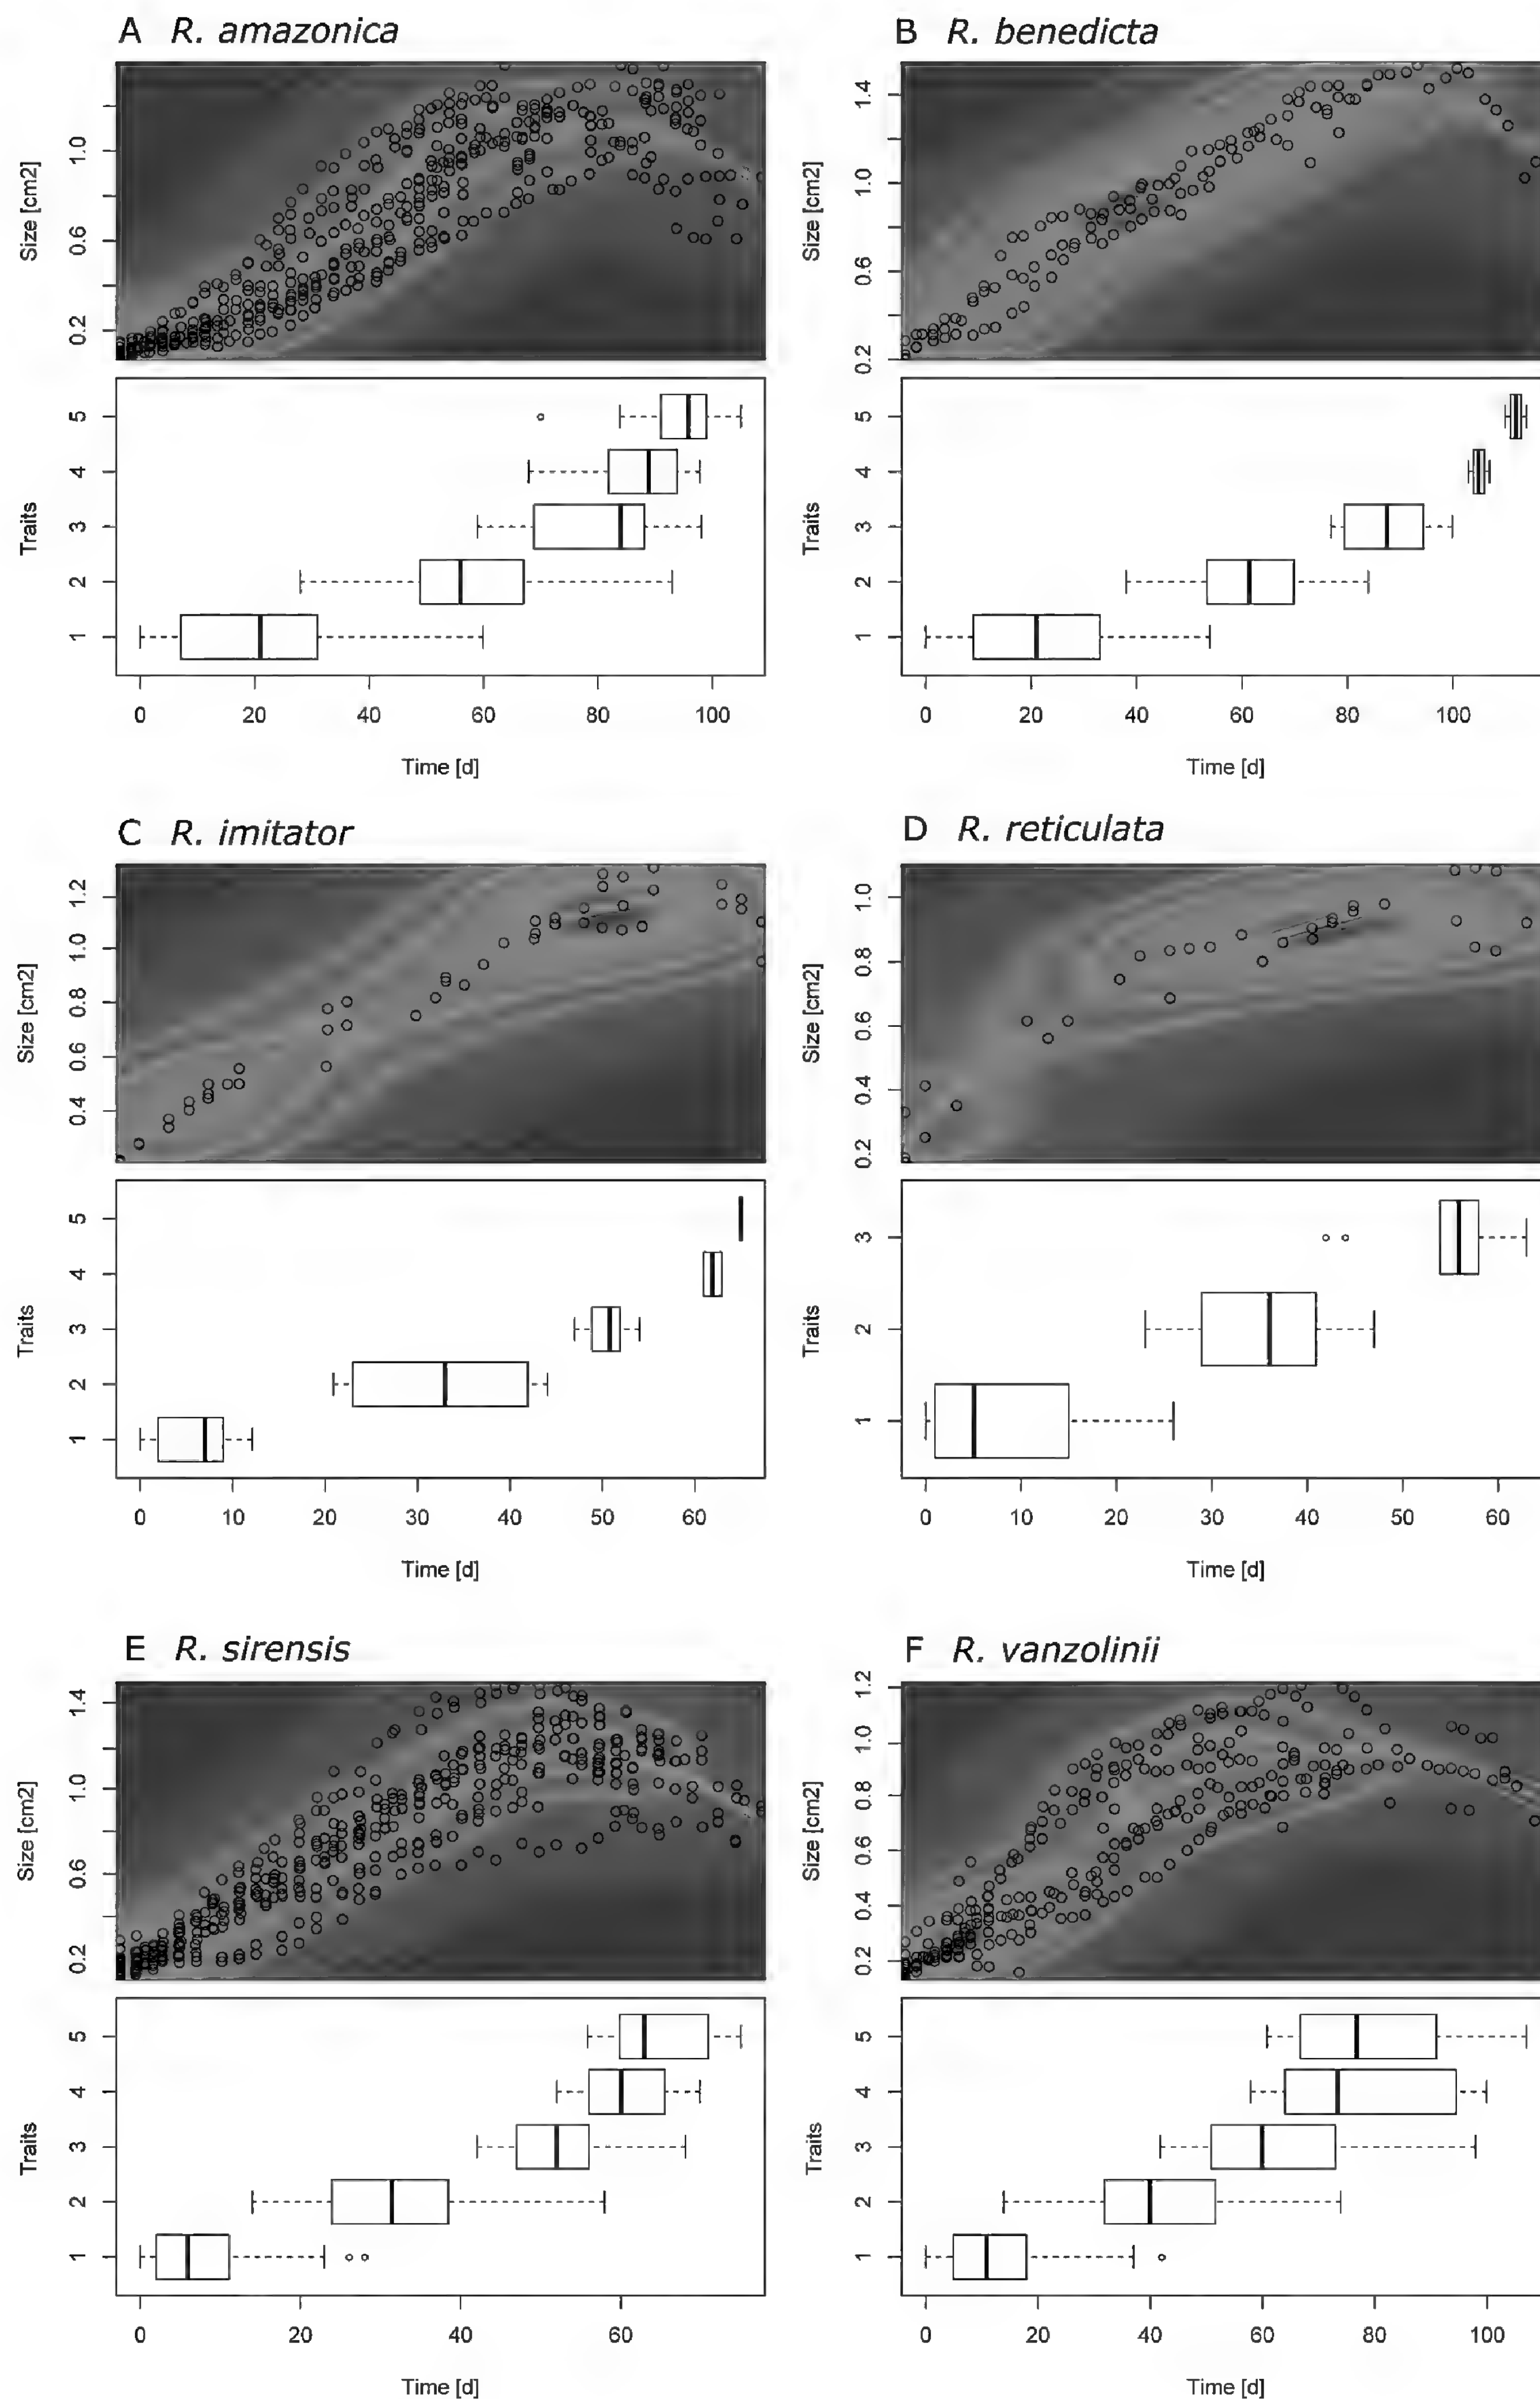 A R. amazonica
B R. benedicta
Size [cm2]
0.2 0.6 1.0
Size [cm2]
0.2 0.6 1.0 1.4
Traits
1 2 3 4 5
Traits
1 2 3 4 5
0 20 40 60 80 100
0 20 40 60 80 100
Time [d]
Time [d]
C R. imitator
D R. reticulata
Size [cm2]
0.4 0.6 0.8 1.0 1.2
Size [cm2]
0.2 0.4 0.6 0.8 1.0
Traits
1 2 3 4 5
Traits
1 2 3
0 10 20 30 40 50 60
0 10 20 30 40 50 60
Time [d]
Time [d]
E R. sirensis
F R. vanzolinii
Size [cm2]
0.2 0.6 1.0 1.4
Size [cm2]
0.2 0.4 0.6 0.8 1.0 1.2
Traits
1 2 3 4 5
Traits
1 2 3 4 5
0 20 40 60
0 20 40 60 80 100
Time [d]
Time [d]